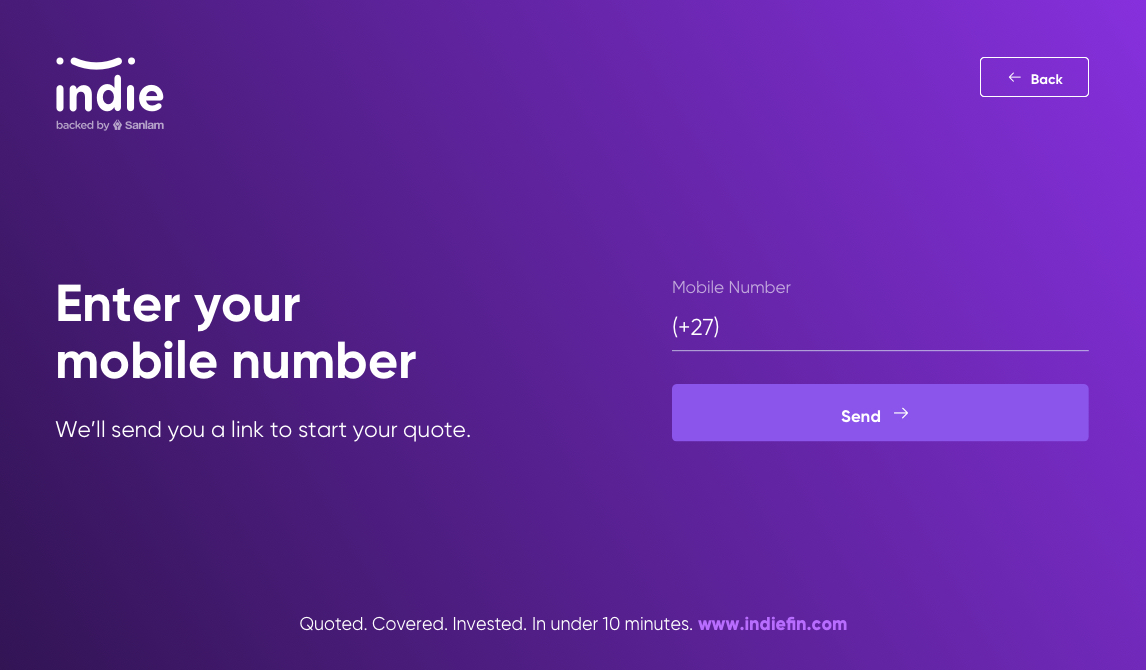 indie
backed by Sanlam
← Back
Enter your
mobile number
We’ll send you a link to start your quote.
Mobile Number
(+27)
Send →
Quoted. Covered. Invested. In under 10 minutes. www.indiefin.com